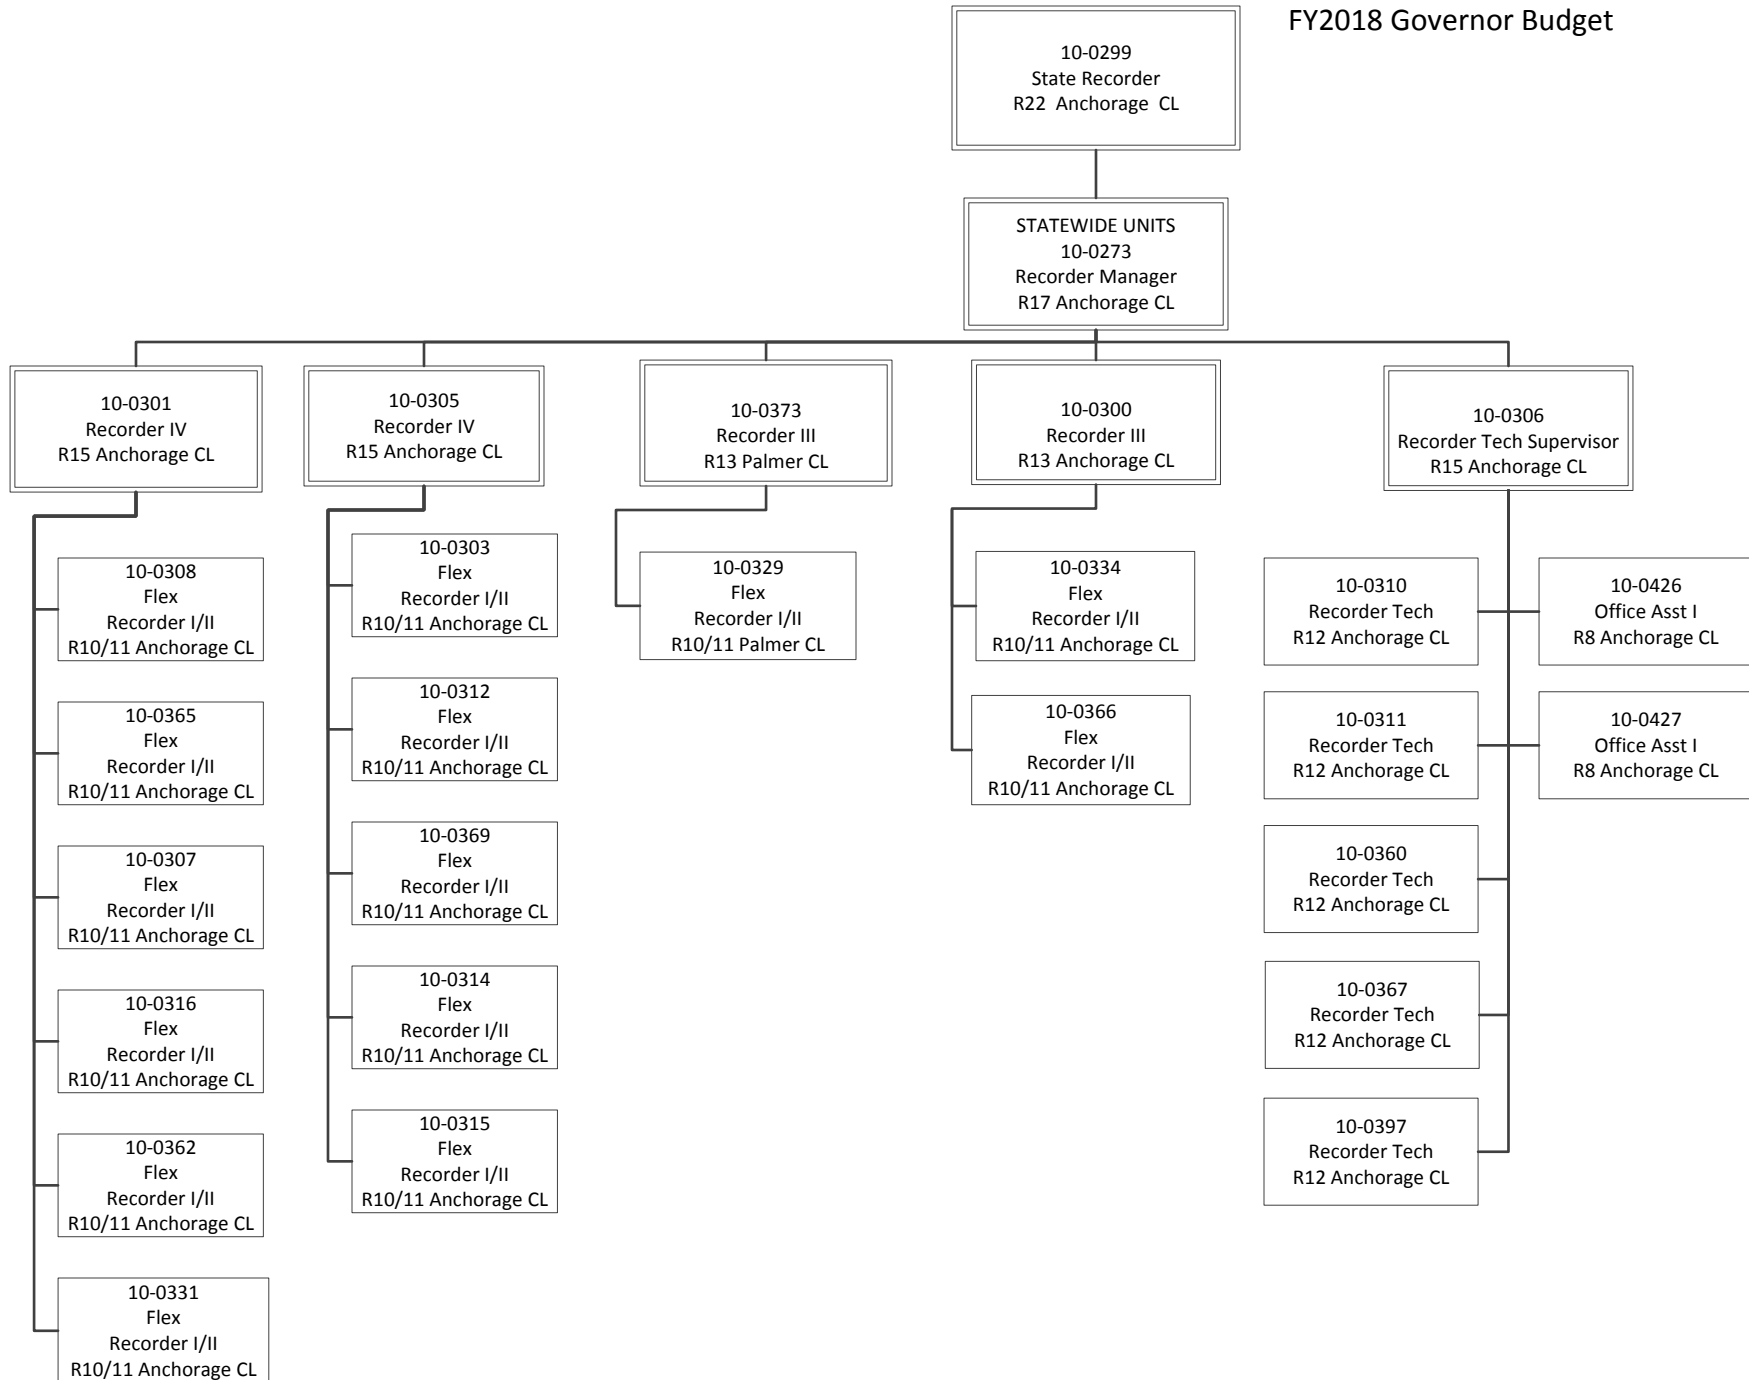 FY2018 Governor Budget
10-0299
State Recorder
R22 Anchorage CL
STATEWIDE UNITS
10-0273
Recorder Manager
R17 Anchorage CL
10-0301
Recorder IV
R15 Anchorage CL
10-0305
Recorder IV
R15 Anchorage CL
10-0373
Recorder III
R13 Palmer CL
10-0300
Recorder III
R13 Anchorage CL
10-0306
Recorder Tech Supervisor
R15 Anchorage CL
10-0308
Flex
Recorder I/II
R10/11 Anchorage CL
10-0365
Flex
Recorder I/II
R10/11 Anchorage CL
10-0307
Flex
Recorder I/II
R10/11 Anchorage CL
10-0316
Flex
Recorder I/II
R10/11 Anchorage CL
10-0362
Flex
Recorder I/II
R10/11 Anchorage CL
10-0331
Flex
Recorder I/II
R10/11 Anchorage CL
10-0303
Flex
Recorder I/II
R10/11 Anchorage CL
10-0312
Flex
Recorder I/II
R10/11 Anchorage CL
10-0369
Flex
Recorder I/II
R10/11 Anchorage CL
10-0314
Flex
Recorder I/II
R10/11 Anchorage CL
10-0315
Flex
Recorder I/II
R10/11 Anchorage CL
10-0329
Flex
Recorder I/II
R10/11 Palmer CL
10-0334
Flex
Recorder I/II
R10/11 Anchorage CL
10-0366
Flex
Recorder I/II
R10/11 Anchorage CL
10-0310
Recorder Tech
R12 Anchorage CL
10-0311
Recorder Tech
R12 Anchorage CL
10-0360
Recorder Tech
R12 Anchorage CL
10-0367
Recorder Tech
R12 Anchorage CL
10-0397
Recorder Tech
R12 Anchorage CL
10-0426
Office Asst I
R8 Anchorage CL
10-0427
Office Asst I
R8 Anchorage CL